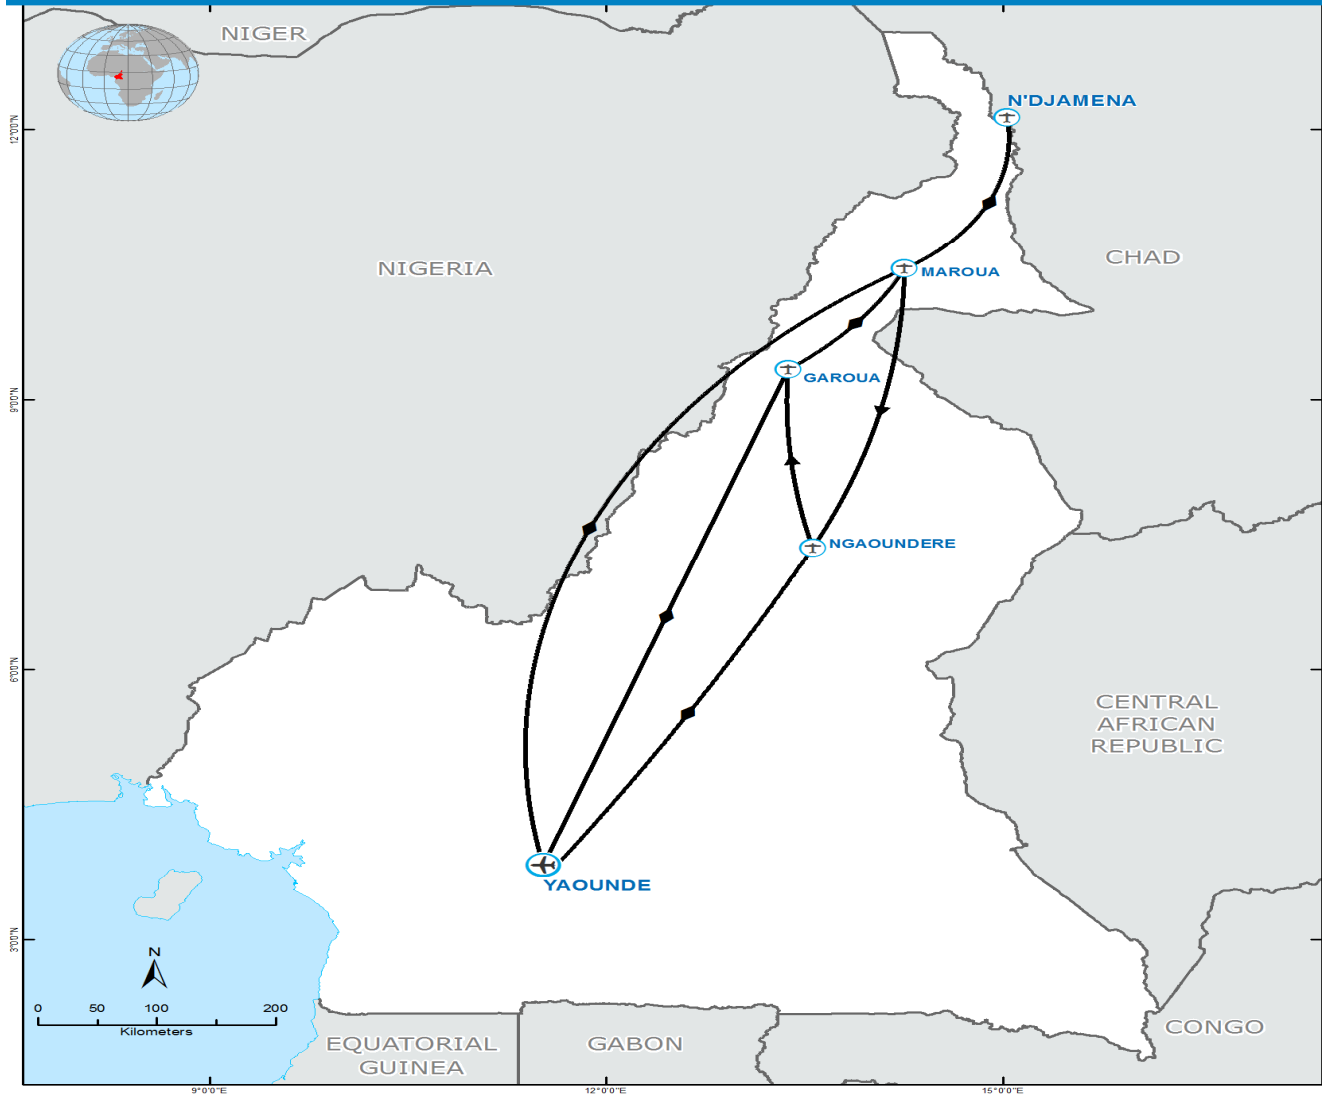 NIGER
N'DJAMENA
12°0'0"N
NIGERIA
CHAD
MAROUA
GAROUA
9°0'0"N
NGAOUNDERE
6°0'0"N
CENTRAL
AFRICAN
REPUBLIC
YAOUNDE
3°0'0"N
N
0 50 100 200
Kilometers
EQUATORIAL
GUINEA
GABON
CONGO
9°0'0"E 12°0'0"E 15°0'0"E